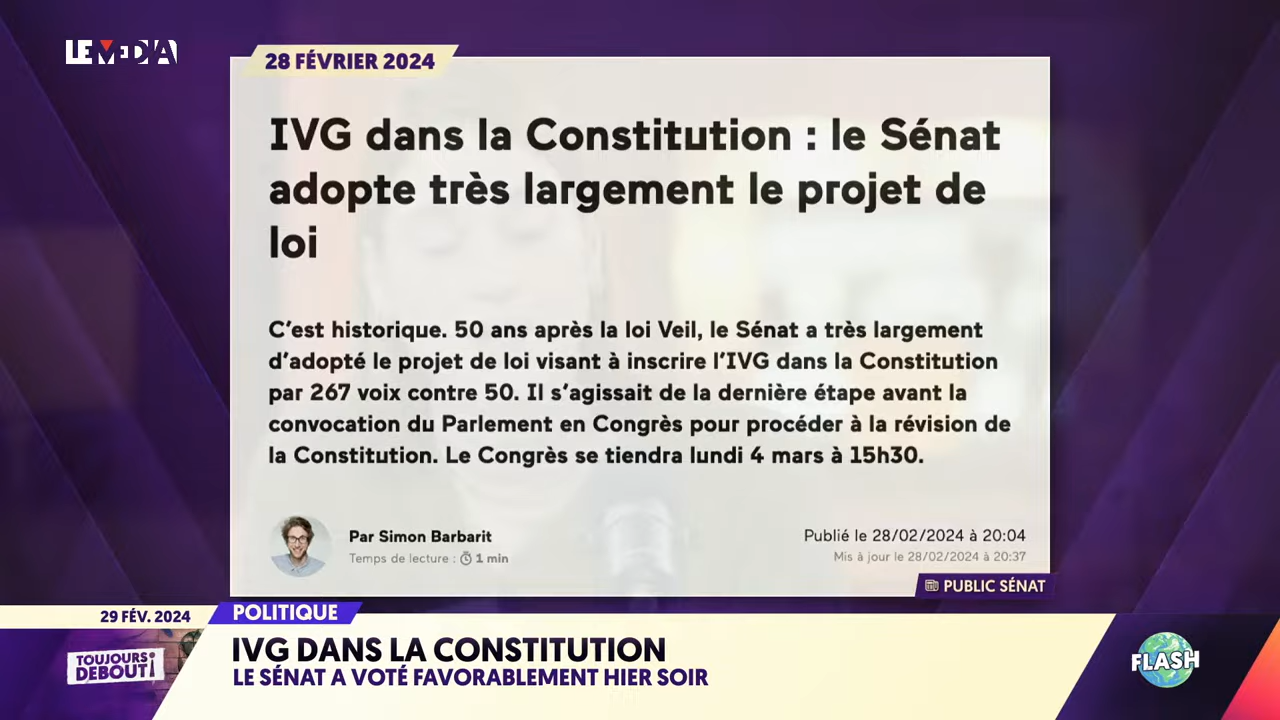 LE MEDIA
28 FÉVRIER 2024
IVG dans la Constitution : le Sénat
adopte très largement le projet de
loi
C’est historique. 50 ans après la loi Veil, le Sénat a très largement
d’adopté le projet de loi visant à inscrire l’IVG dans la Constitution
par 267 voix contre 50. Il s’agissait de la dernière étape avant la
convocation du Parlement en Congrès pour procéder à la révision de
la Constitution. Le Congrès se tiendra lundi 4 mars à 15h30.
Par Simon Barbarit
Temps de lecture : 1 min
Publié le 28/02/2024 à 20:04
Mis à jour le 28/02/2024 à 20:37
PUBLIC SÉNAT
29 FÉV. 2024
POLITIQUE
TOUJOURS
DEBOUT!
IVG DANS LA CONSTITUTION
LE SÉNAT A VOTÉ FAVORABLEMENT HIER SOIR
FLASH